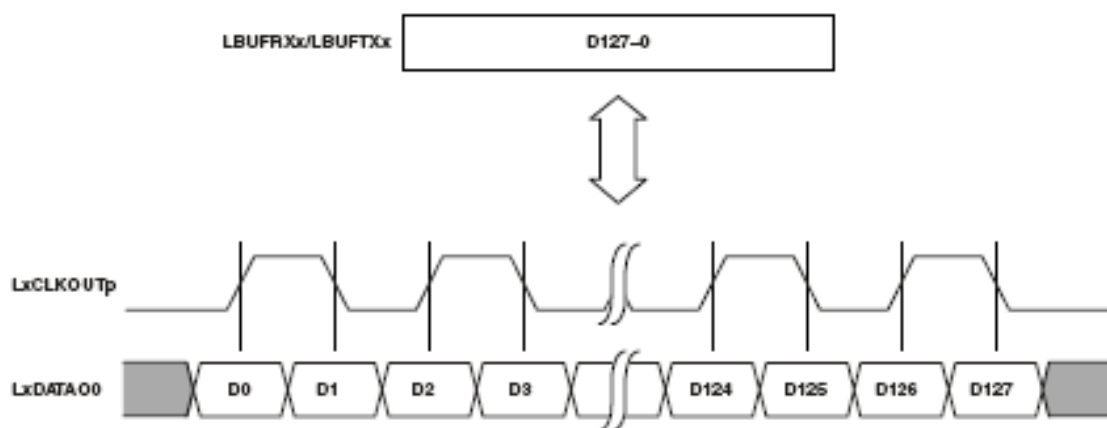 LBUFRXx/LBUFTXx
D127–0
LxCLKOUTp
LxDATAO0
D0 D1 D2 D3 D124 D125 D126 D127